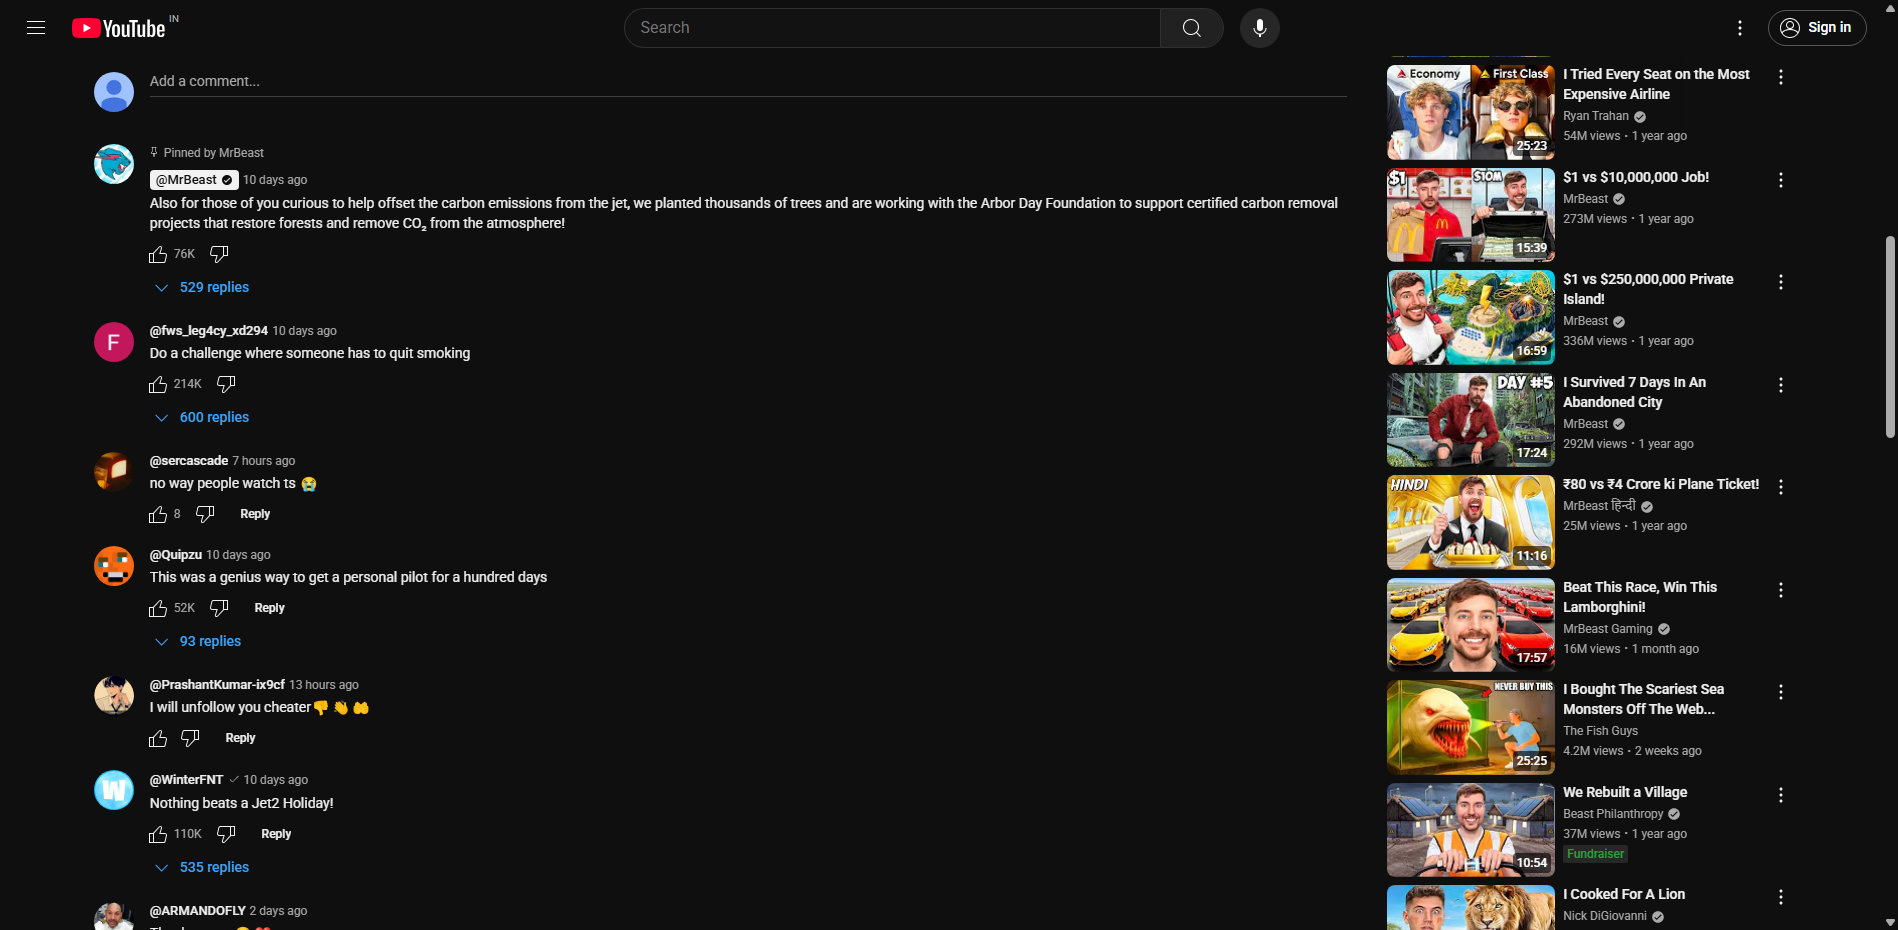 YouTube IN
Search
Sign in
Add a comment...
Pinned by MrBeast
@MrBeast 10 days ago
Also for those of you curious to help offset the carbon emissions from the jet, we planted thousands of trees and are working with the Arbor Day Foundation to support certified carbon removal
projects that restore forests and remove CO₂ from the atmosphere!
76K
529 replies
F
@fws_leg4cy_xd294 10 days ago
Do a challenge where someone has to quit smoking
214K
600 replies
@sercascade 7 hours ago
no way people watch ts 😭
8 Reply
@Quipzu 10 days ago
This was a genius way to get a personal pilot for a hundred days
52K Reply
93 replies
@PrashantKumar-ix9cf 13 hours ago
I will unfollow you cheater👎 👋 🤲
Reply
W
@WinterFNT 10 days ago
Nothing beats a Jet2 Holiday!
110K Reply
535 replies
@ARMANDOFLY 2 days ago
Economy
First Class
25:23
I Tried Every Seat on the Most
Expensive Airline
Ryan Trahan
54M views • 1 year ago
$1
$10M
15:39
$1 vs $10,000,000 Job!
MrBeast
273M views • 1 year ago
16:59
$1 vs $250,000,000 Private
Island!
MrBeast
336M views • 1 year ago
DAY #5
17:24
I Survived 7 Days In An
Abandoned City
MrBeast
292M views • 1 year ago
HINDI
11:16
₹80 vs ₹4 Crore ki Plane Ticket!
MrBeast हिन्दी
25M views • 1 year ago
17:57
Beat This Race, Win This
Lamborghini!
MrBeast Gaming
16M views • 1 month ago
NEVER BUY THIS
25:25
I Bought The Scariest Sea
Monsters Off The Web...
The Fish Guys
4.2M views • 2 weeks ago
10:54
We Rebuilt a Village
Beast Philanthropy
37M views • 1 year ago
Fundraiser
I Cooked For A Lion
Nick DiGiovanni